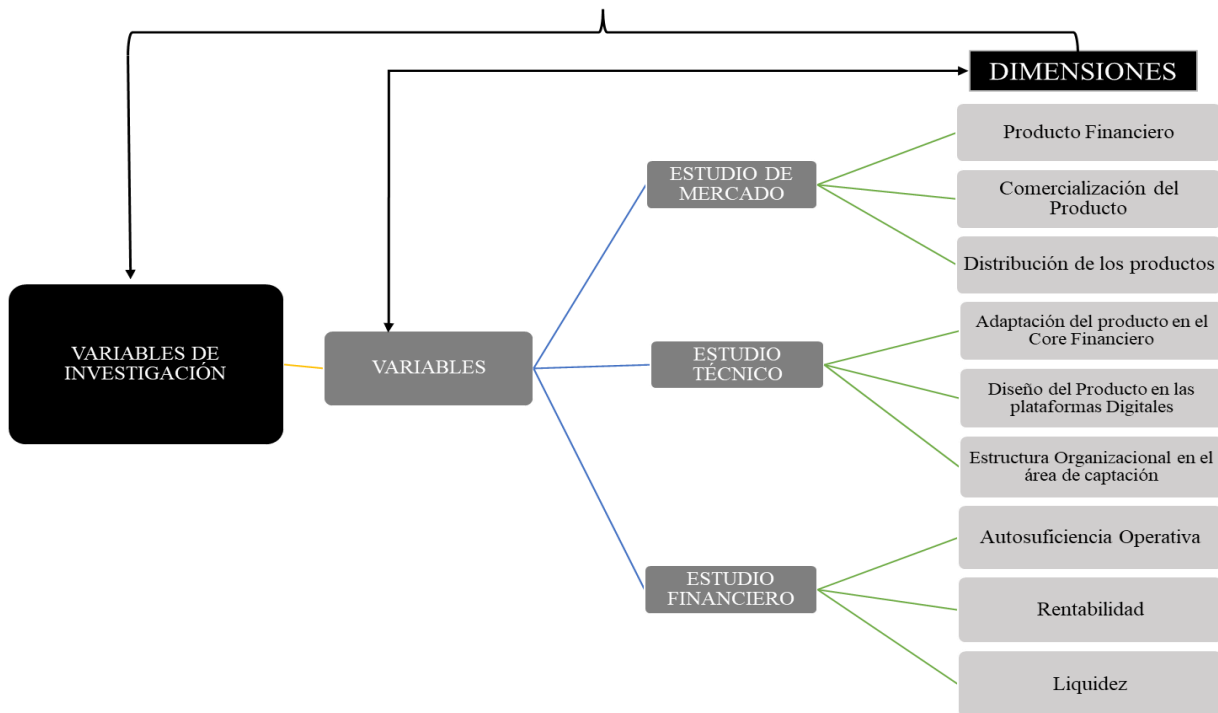 DIMENSIONES
VARIABLES DE
INVESTIGACIÓN
VARIABLES
ESTUDIO DE
MERCADO
Producto Financiero
Comercialización del
Producto
Distribución de los productos
ESTUDIO
TÉCNICO
Adaptación del producto en el
Core Financiero
Diseño del Producto en las
plataformas Digitales
Estructura Organizacional en el
área de captación
ESTUDIO
FINANCIERO
Autosuficiencia Operativa
Rentabilidad
Liquidez